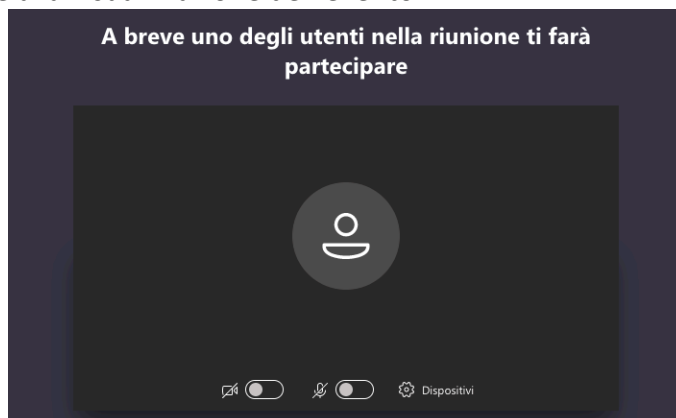 A breve uno degli utenti nella riunione ti farà
partecipare
Dispositivi